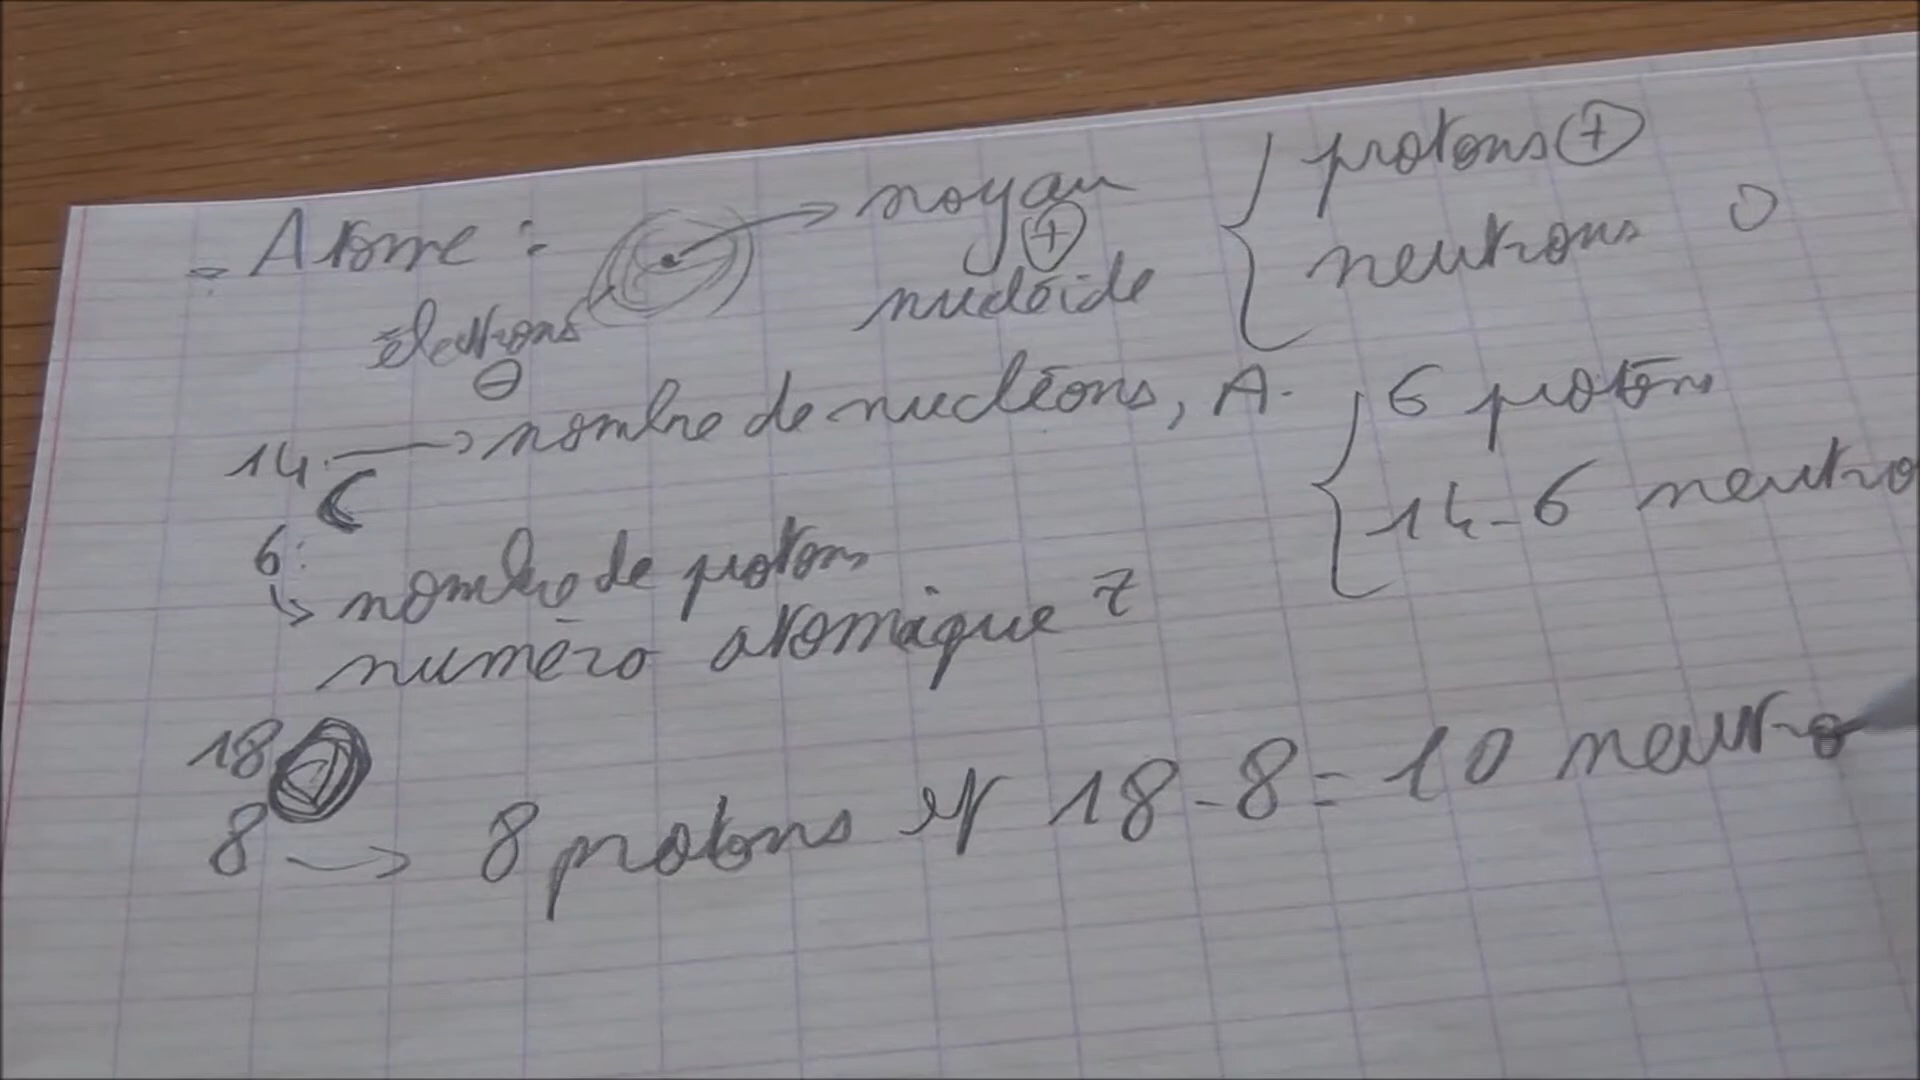 - Atome : noyau { protons ⊕
⊕ neutrons 0
électrons nucléide
⊖
14 → nombre de nucléons, A. { 6 protons
C 14-6 neutro
6
↳ nombre de protons
numéro atomique Z
18
O
8 → 8 protons et 18-8=10 neutro